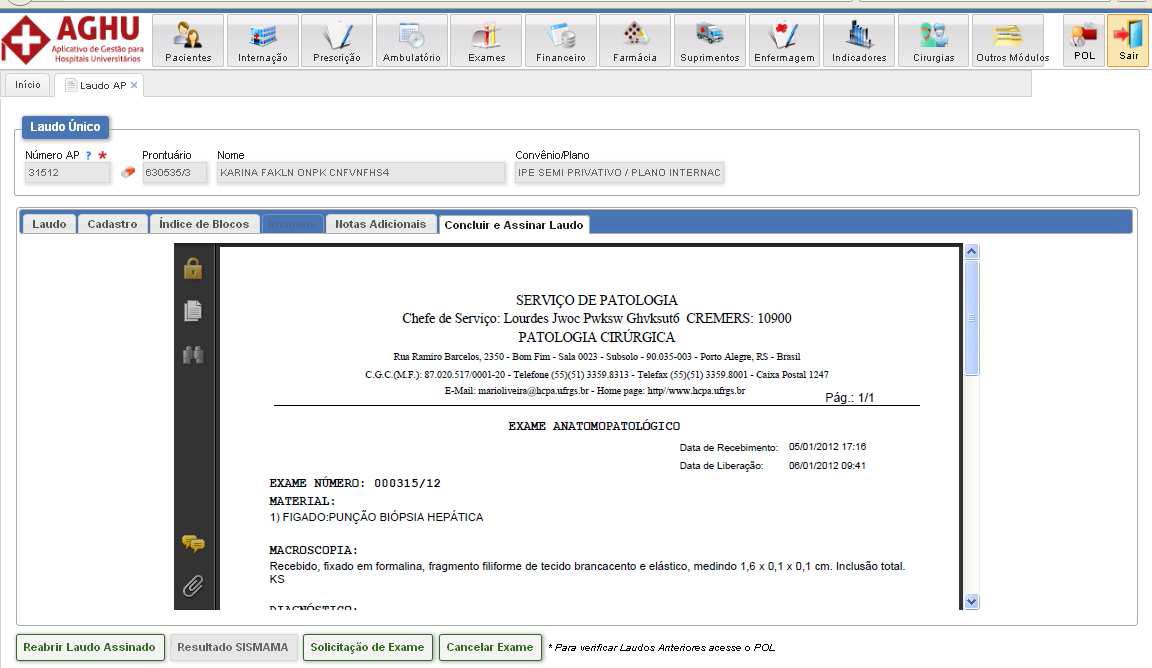 AGHU
Aplicativo de Gestão para
Hospitais Universitários
Pacientes
Internação
Prescrição
Ambulatório
Exames
Financeiro
Farmácia
Suprimentos
Enfermagem
Indicadores
Cirurgias
Outros Módulos
POL
Sair
Início
Laudo AP
Laudo Único
Número AP ? *
Prontuário
Nome
Convênio/Plano
31512
630535/3
KARINA FAKLN ONPK CNFVNFHS4
IPE SEMI PRIVATIVO / PLANO INTERNAC
Laudo
Cadastro
Índice de Blocos
Notas Adicionais
Concluir e Assinar Laudo
SERVIÇO DE PATOLOGIA
Chefe de Serviço: Lourdes Jwoc Pwksw Ghvksut6 CREMERS: 10900
PATOLOGIA CIRÚRGICA
Rua Ramiro Barcelos, 2350 - Bom Fim - Sala 0023 - Subsolo - 90.035-003 - Porto Alegre, RS - Brasil
C.G.C.(M.F.): 87.020.517/0001-20 - Telefone (55)(51) 3359.8313 - Telefax (55)(51) 3359.8001 - Caixa Postal 1247
E-Mail: marioliveira@hcpa.ufrgs.br - Home page: http//www.hcpa.ufrgs.br
Pág.: 1/1
EXAME ANATOMOPATOLÓGICO
Data de Recebimento: 05/01/2012 17:16
Data de Liberação: 06/01/2012 09:41
EXAME NÚMERO: 000315/12
MATERIAL:
1) FIGADO:PUNÇÃO BIÓPSIA HEPÁTICA
MACROSCOPIA:
Recebido, fixado em formalina, fragmento filiforme de tecido brancacento e elástico, medindo 1,6 x 0,1 x 0,1 cm. Inclusão total.
KS
DIAGNÓSTICO:
Reabrir Laudo Assinado
Resultado SISMAMA
Solicitação de Exame
Cancelar Exame
* Para verificar Laudos Anteriores acesse o POL